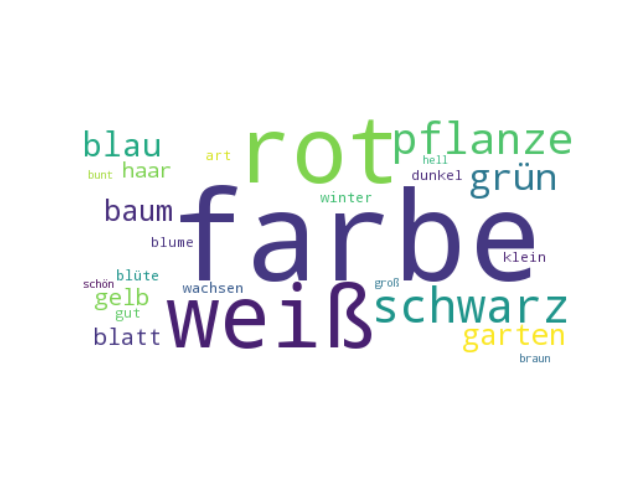 rot
pflanze
blau
art
hell
bunt
haar
dunkel
grün
farbe
winter
baum
blume
klein
blüte
schön
wachsen
groß
gelb
weiß
schwarz
gut
blatt
garten
braun